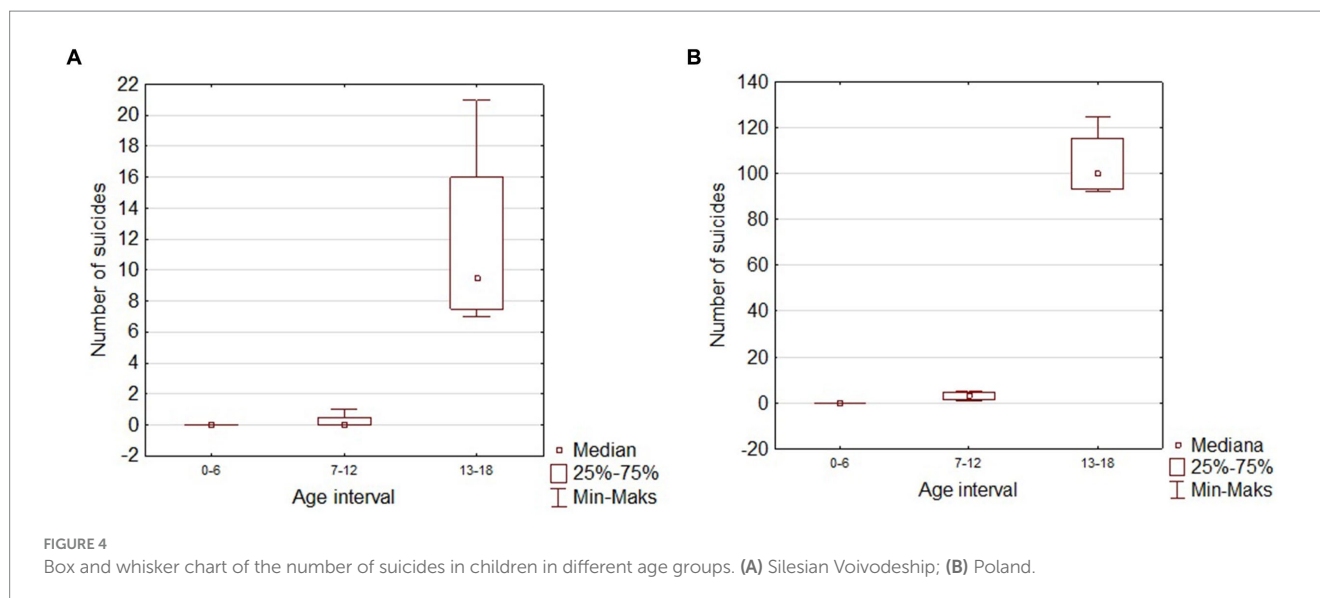 A
Number of suicides
22
20
18
16
14
12
10
8
6
4
2
0
-2
0-6 7-12 13-18
Age interval
Median
25%-75%
Min-Maks
B
Number of suicides
140
120
100
80
60
40
20
0
-20
0-6 7-12 13-18
Age interval
Mediana
25%-75%
Min-Maks
FIGURE 4
Box and whisker chart of the number of suicides in children in different age groups. (A) Silesian Voivodeship; (B) Poland.